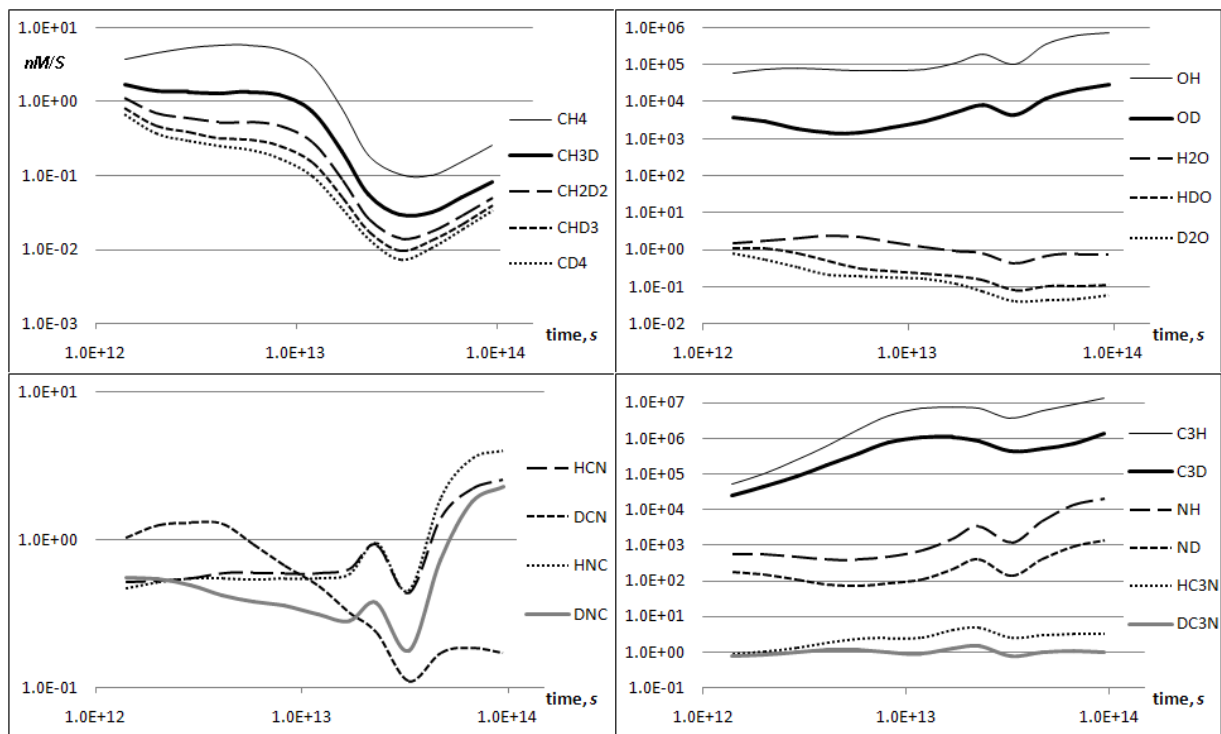 1.0E+01
nM/S
1.0E+00
1.0E-01
1.0E-02
1.0E-03
CH4
CH3D
CH2D2
CHD3
CD4
time, s
1.0E+12
1.0E+13
1.0E+14
1.0E+06
1.0E+05
1.0E+04
1.0E+03
1.0E+02
1.0E+01
1.0E+00
1.0E-01
1.0E-02
OH
OD
H2O
HDO
D2O
time, s
1.0E+12
1.0E+13
1.0E+14
1.0E+01
1.0E+00
1.0E-01
HCN
DCN
HNC
DNC
time, s
1.0E+12
1.0E+13
1.0E+14
1.0E+07
1.0E+06
1.0E+05
1.0E+04
1.0E+03
1.0E+02
1.0E+01
1.0E+00
1.0E-01
C3H
C3D
NH
ND
HC3N
DC3N
time, s
1.0E+12
1.0E+13
1.0E+14